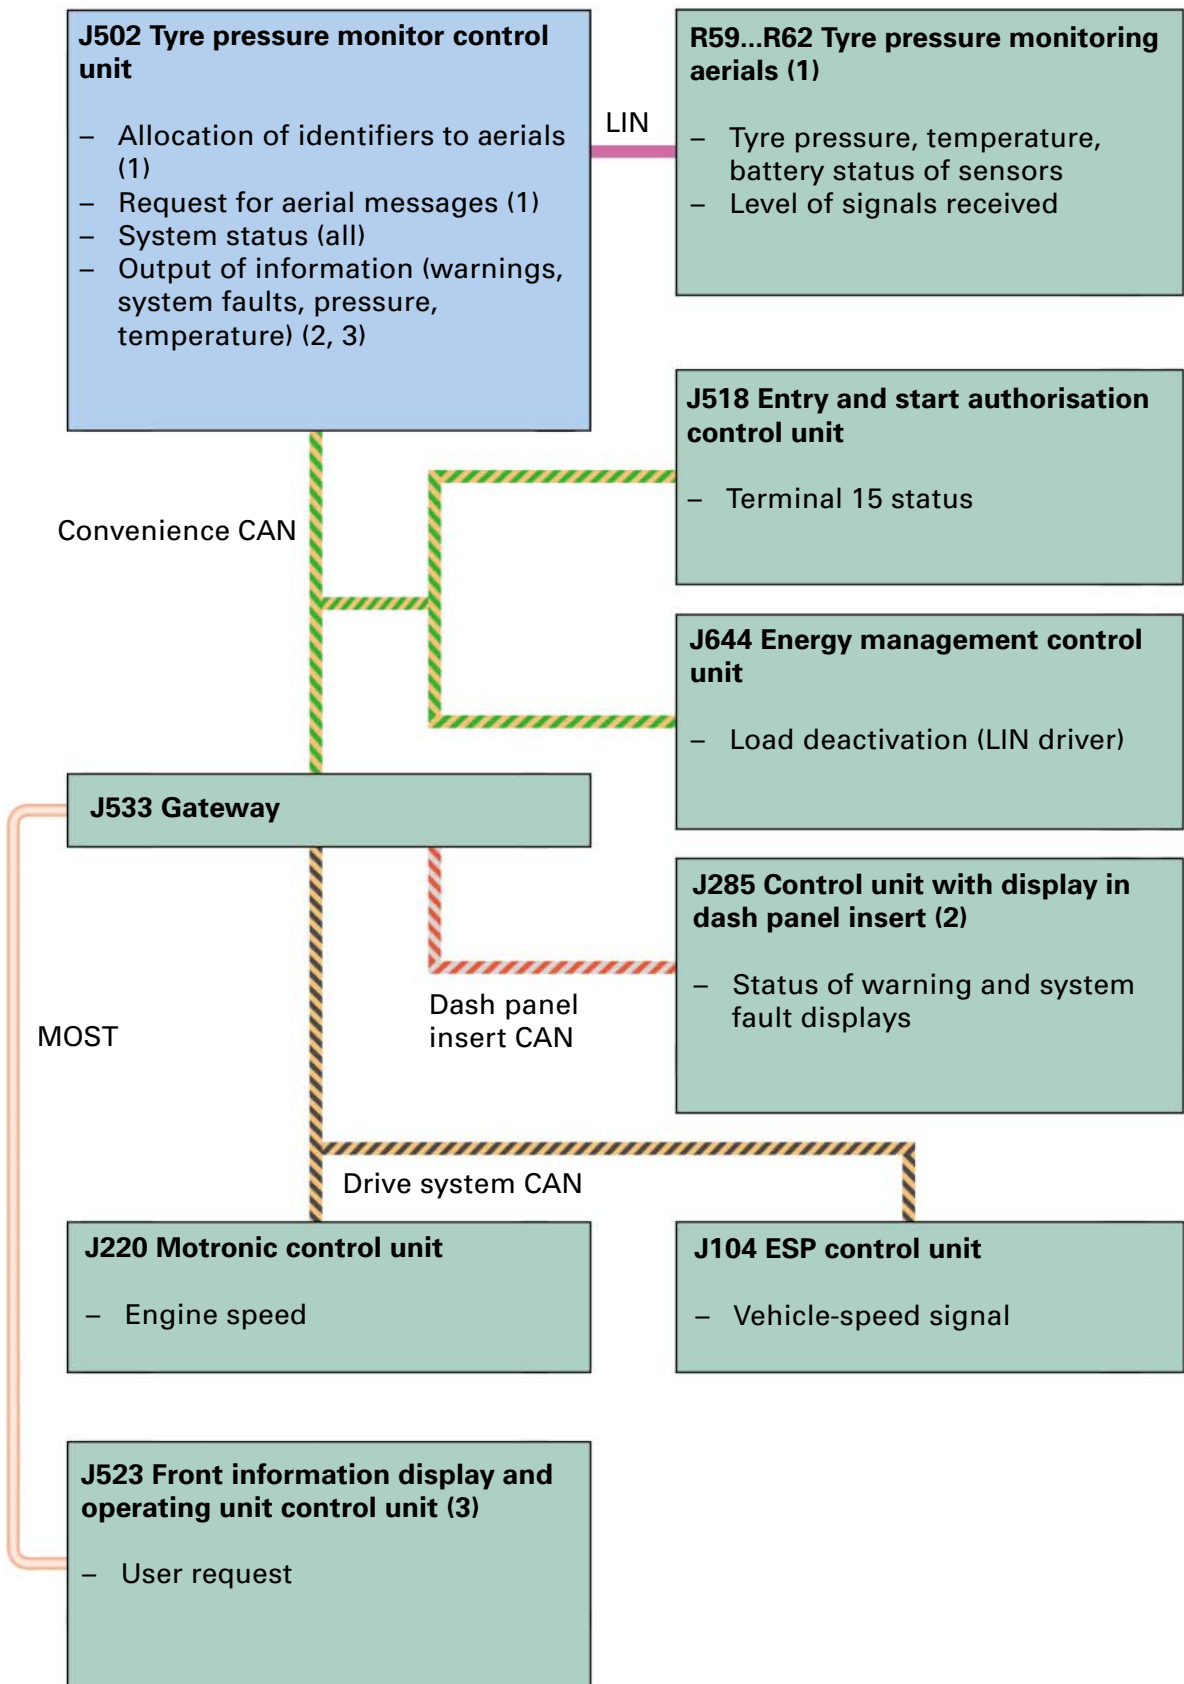 J502 Tyre pressure monitor control
unit
– Allocation of identifiers to aerials
(1)
– Request for aerial messages (1)
– System status (all)
– Output of information (warnings,
system faults, pressure,
temperature) (2, 3)
LIN
R59...R62 Tyre pressure monitoring
aerials (1)
– Tyre pressure, temperature,
battery status of sensors
– Level of signals received
J518 Entry and start authorisation
control unit
– Terminal 15 status
Convenience CAN
J644 Energy management control
unit
– Load deactivation (LIN driver)
J533 Gateway
J285 Control unit with display in
dash panel insert (2)
– Status of warning and system
fault displays
Dash panel
insert CAN
MOST
Drive system CAN
J220 Motronic control unit
– Engine speed
J104 ESP control unit
– Vehicle-speed signal
J523 Front information display and
operating unit control unit (3)
– User request